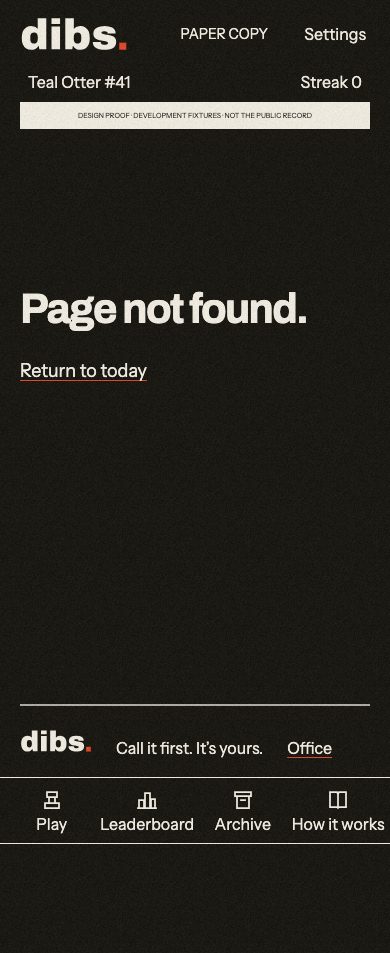 dibs. PAPER COPY Settings
Teal Otter #41 Streak 0
DESIGN PROOF · DEVELOPMENT FIXTURES · NOT THE PUBLIC RECORD
Page not found.
Return to today
dibs. Call it first. It's yours. Office
Play Leaderboard Archive How it works